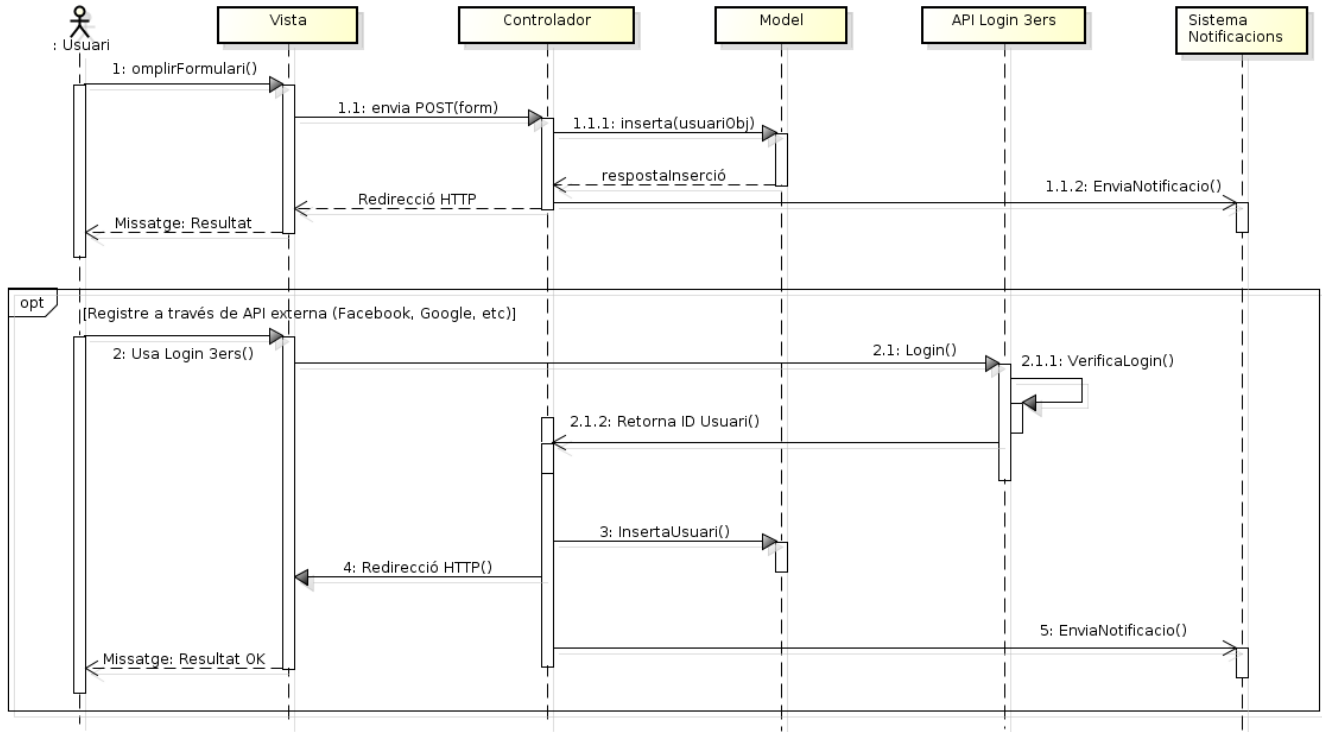 : Usuari
Vista
Controlador
Model
API Login 3ers
Sistema
Notificacions
1: omplirFormulari()
1.1: envia POST(form)
1.1.1: inserta(usuariObj)
respostaInserció
1.1.2: EnviaNotificacio()
Redirecció HTTP
Missatge: Resultat
opt
[Registre a través de API externa (Facebook, Google, etc)]
2: Usa Login 3ers()
2.1: Login()
2.1.1: VerificaLogin()
2.1.2: Retorna ID Usuari()
3: InsertaUsuari()
4: Redirecció HTTP()
5: EnviaNotificacio()
Missatge: Resultat OK